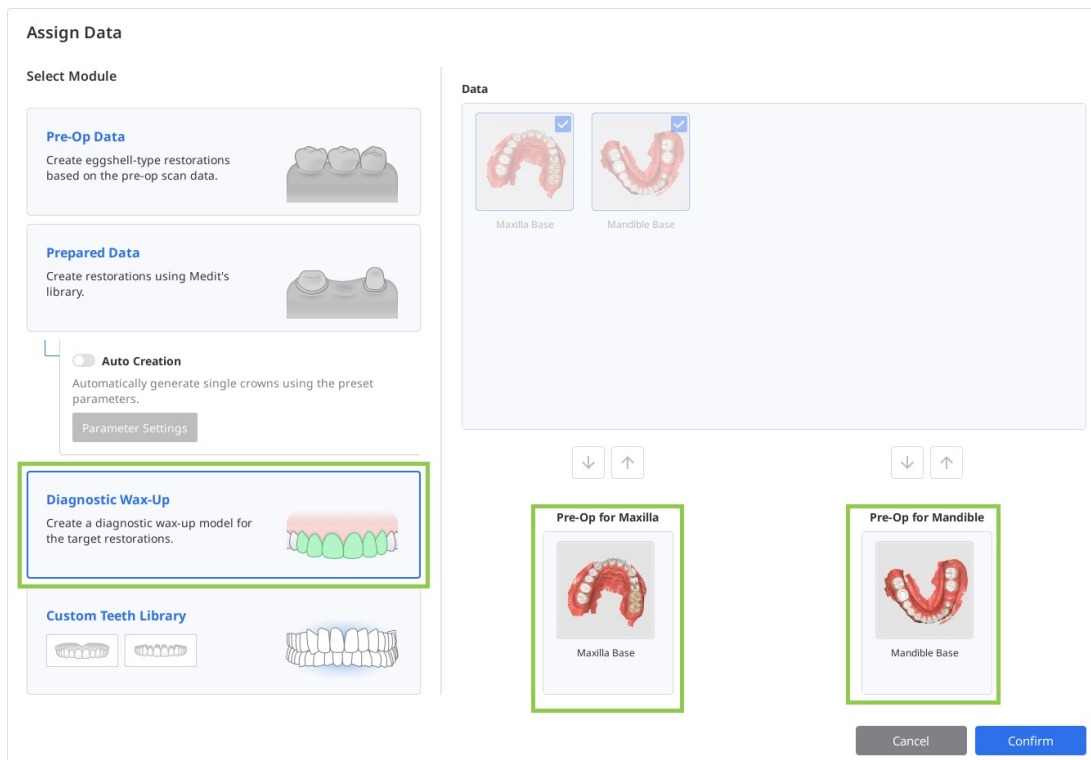 Assign Data
Select Module
Pre-Op Data
Create eggshell-type restorations
based on the pre-op scan data.
Prepared Data
Create restorations using Medit's
library.
Auto Creation
Automatically generate single crowns using the preset
parameters.
Parameter Settings
Diagnostic Wax-Up
Create a diagnostic wax-up model for
the target restorations.
Custom Teeth Library
Data
Maxilla Base
Mandible Base
Pre-Op for Maxilla
Maxilla Base
Pre-Op for Mandible
Mandible Base
Cancel
Confirm